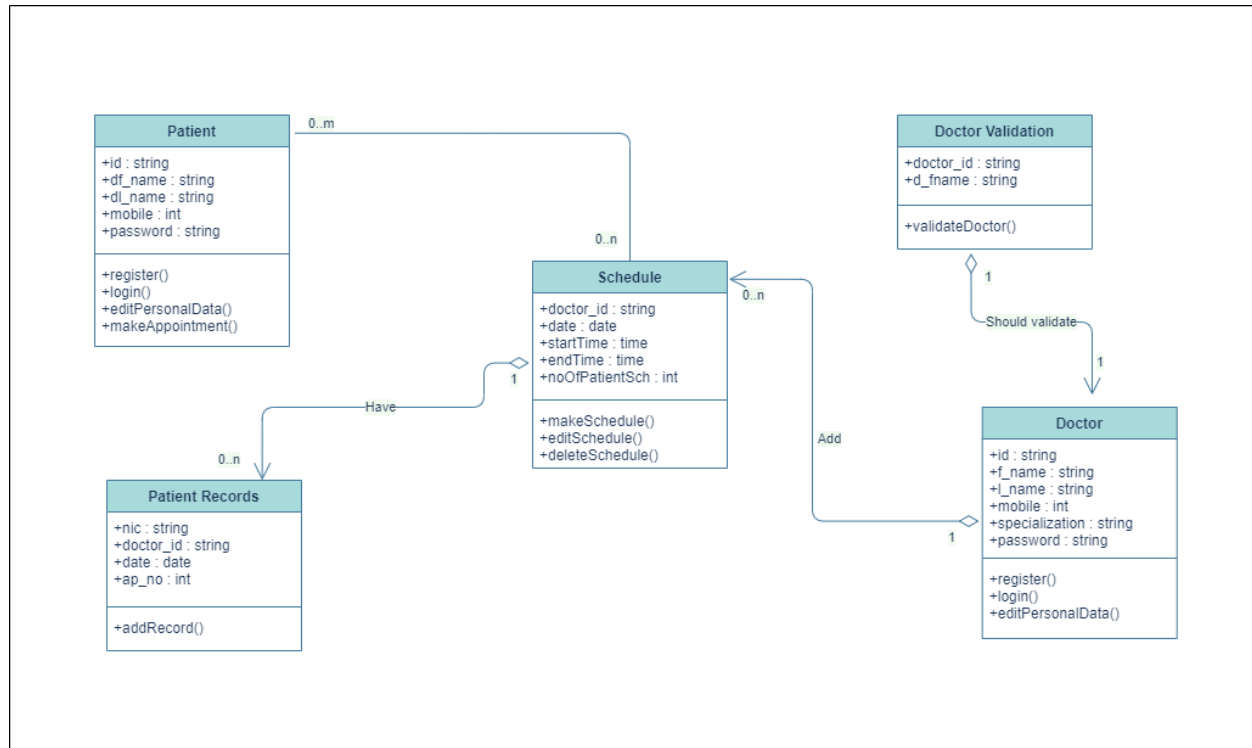 Patient
+id : string
+df_name : string
+dl_name : string
+mobile : int
+password : string
+register()
+login()
+editPersonalData()
+makeAppointment()
0..m
0..n
Schedule
+doctor_id : string
+date : date
+startTime : time
+endTime : time
+noOfPatientSch : int
+makeSchedule()
+editSchedule()
+deleteSchedule()
1
Have
0..n
Patient Records
+nic : string
+doctor_id : string
+date : date
+ap_no : int
+addRecord()
0..n
Add
1
Doctor Validation
+doctor_id : string
+d_fname : string
+validateDoctor()
1
Should validate
1
Doctor
+id : string
+f_name : string
+l_name : string
+mobile : int
+specialization : string
+password : string
+register()
+login()
+editPersonalData()